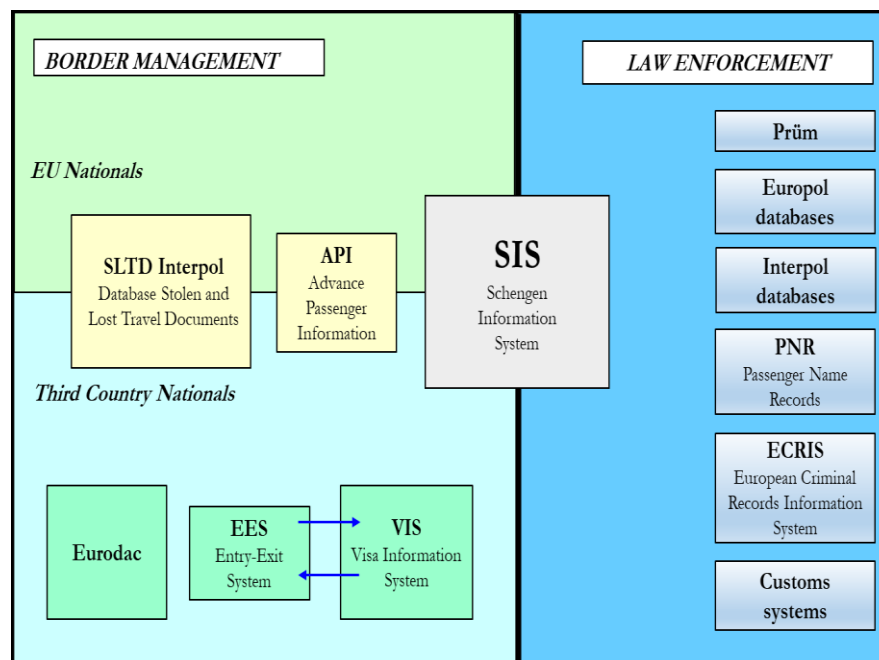 BORDER MANAGEMENT
LAW ENFORCEMENT
EU Nationals
SLTD Interpol
Database Stolen and
Lost Travel Documents
API
Advance
Passenger
Information
SIS
Schengen
Information
System
Third Country Nationals
Eurodac
EES
Entry-Exit
System
VIS
Visa Information
System
Prüm
Europol
databases
Interpol
databases
PNR
Passenger Name
Records
ECRIS
European Criminal
Records Information
System
Customs
systems